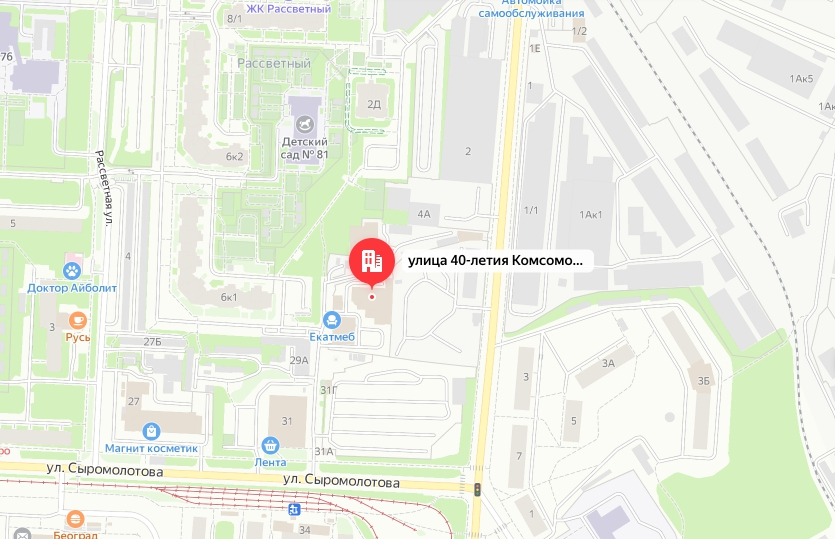 Автомойка
самообслуживания
ЖК Рассветный
8/1
1/2
1Е
76
Рассветный
1Ак5
1
1Ак
2Д
Детский
сад № 81
6к2
2
Рассветная ул.
5
4А
1/1
1Ак1
4
улица 40-летия Комсомо...
Доктор Айболит
6к1
3
Русь
27Б
Екатмеб
29А
3
3А
3Б
31Г
27
31
5
Магнит косметик
31А
7
Лента
ро
ул. Сыромолотова
ул. Сыромолотова
Београд
34